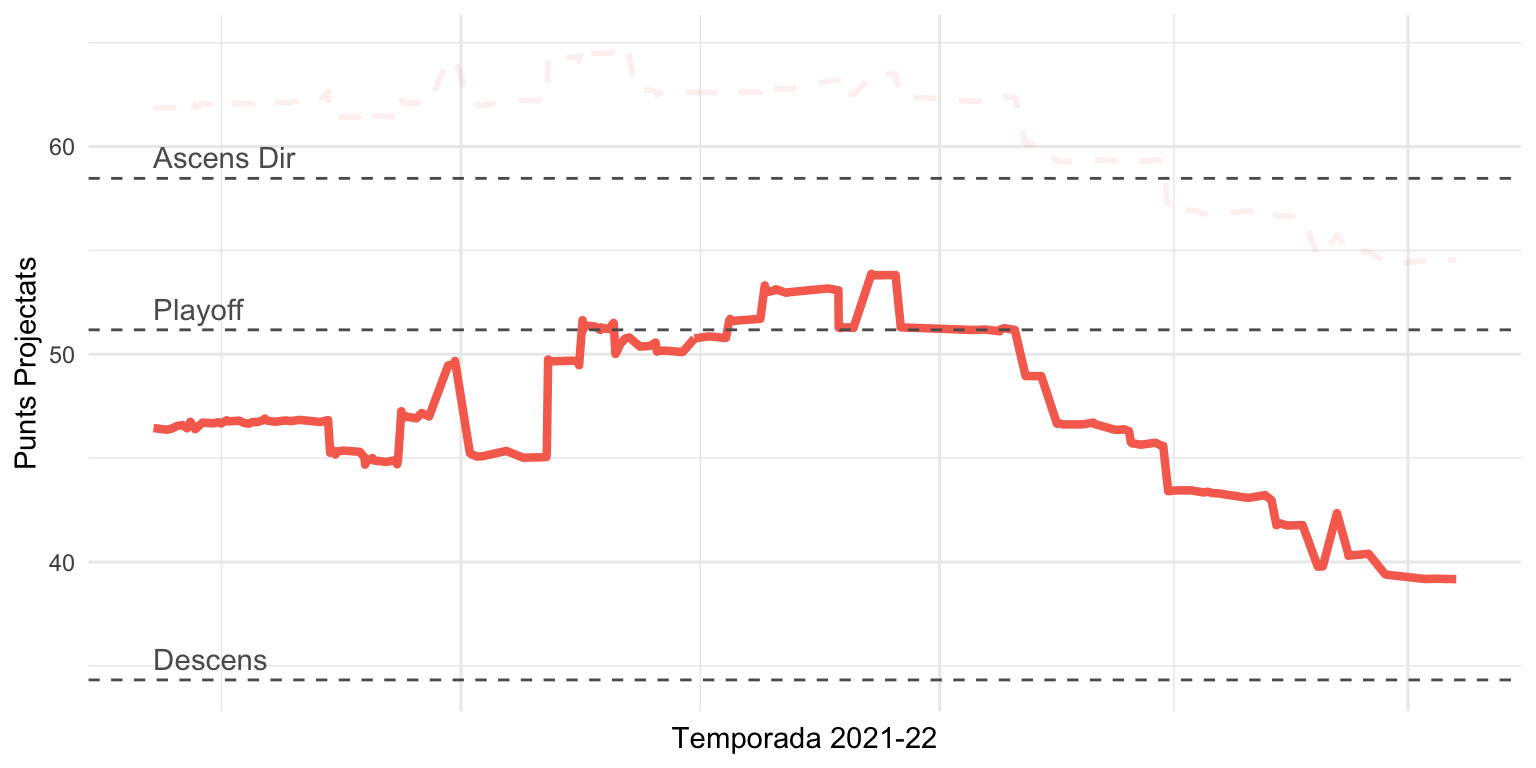 60
Ascens Dir
Playoff
50
Punts Projectats
40
Descens
Temporada 2021-22